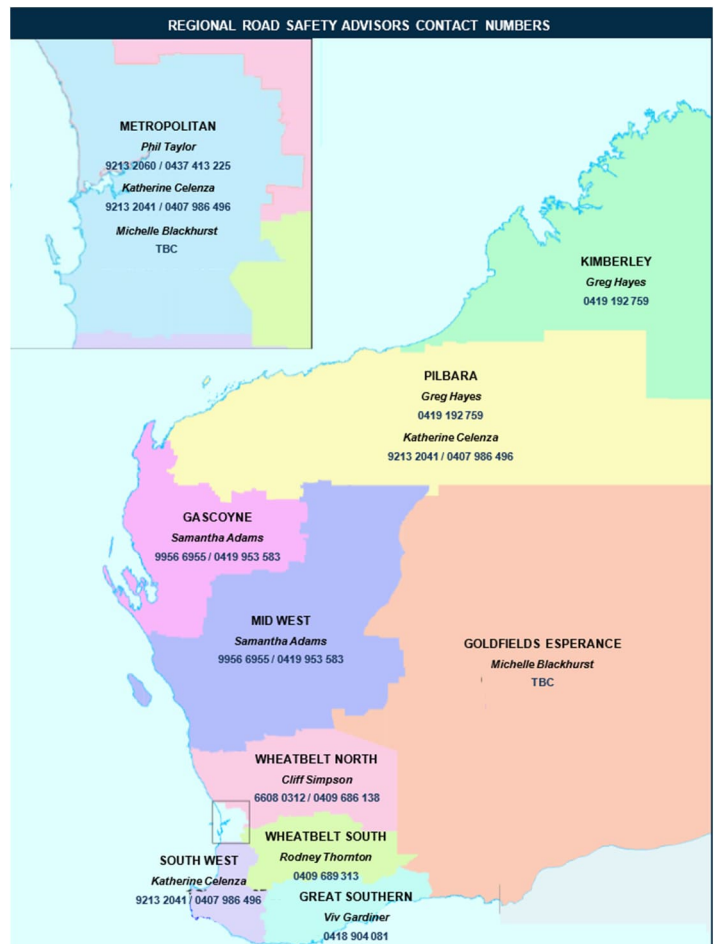 REGIONAL ROAD SAFETY ADVISORS CONTACT NUMBERS
METROPOLITAN
Phil Taylor
9213 2060 / 0437 413 225
Katherine Celenza
9213 2041 / 0407 986 496
Michelle Blackhurst
TBC
KIMBERLEY
Greg Hayes
0419 192 759
PILBARA
Greg Hayes
0419 192 759
Katherine Celenza
9213 2041 / 0407 986 496
GASCOYNE
Samantha Adams
9956 6955 / 0419 953 583
MID WEST
Samantha Adams
9956 6955 / 0419 953 583
GOLDFIELDS ESPERANCE
Michelle Blackhurst
TBC
WHEATBELT NORTH
Cliff Simpson
6608 0312 / 0409 686 138
WHEATBELT SOUTH
Rodney Thornton
0409 689 313
SOUTH WEST
Katherine Celenza
9213 2041 / 0407 986 496
GREAT SOUTHERN
Viv Gardiner
0418 904 081